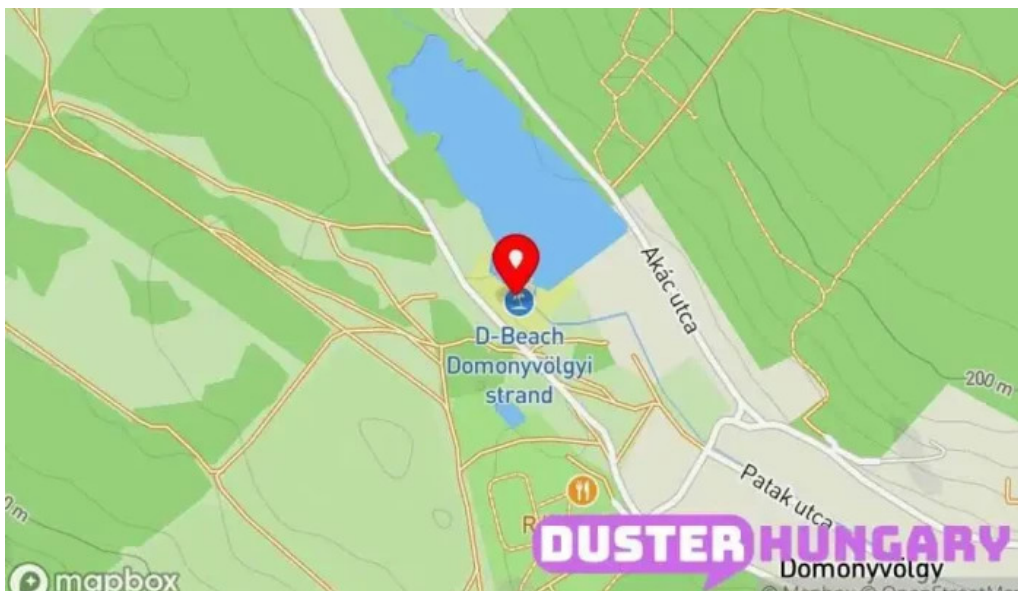 Akác utca
D-Beach
Domonyvölgyi
strand
200 m
Patak utca
DUSTER HUNGARY
Domonyvölgy
mapbox